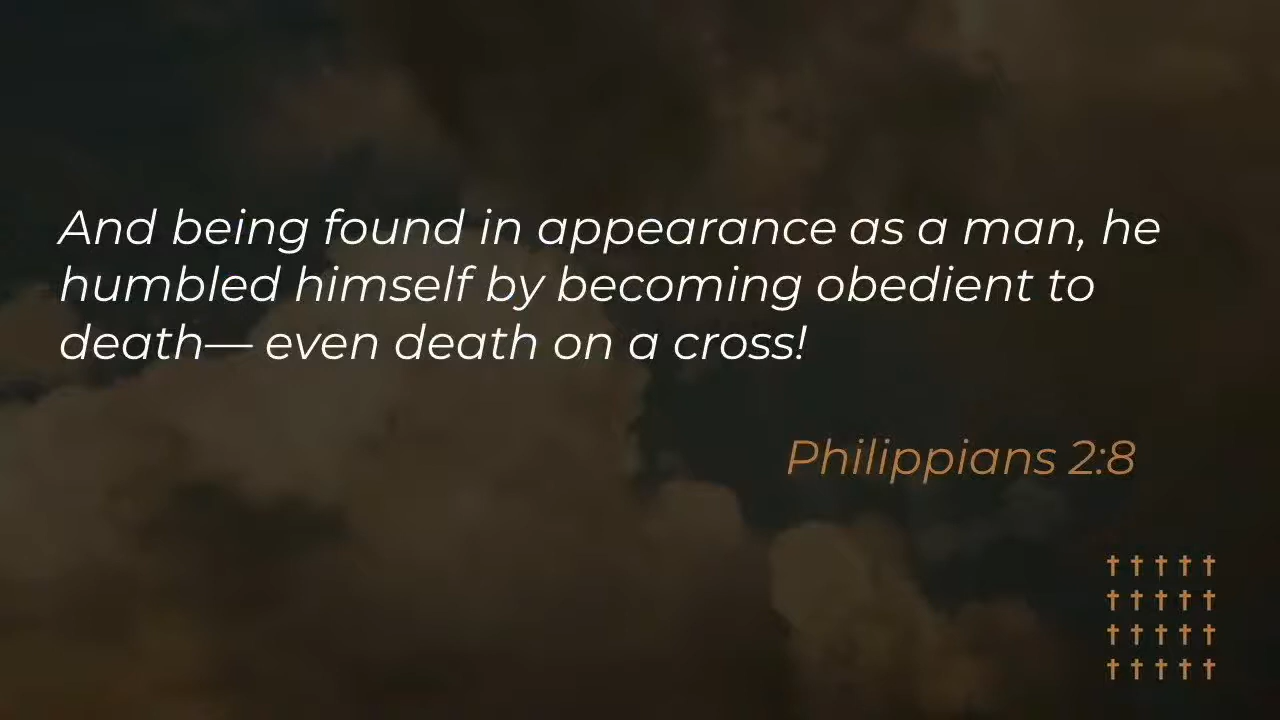 And being found in appearance as a man, he
humbled himself by becoming obedient to
death— even death on a cross!
Philippians 2:8